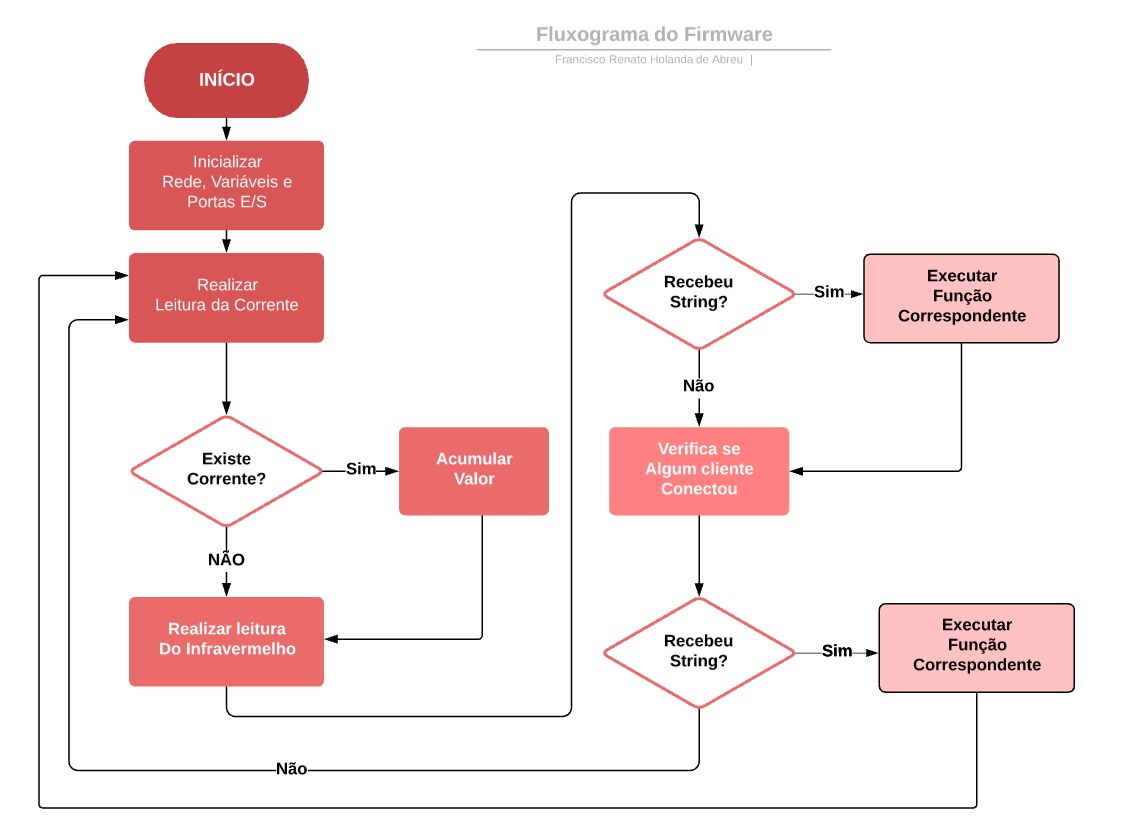 Fluxograma do Firmware
Francisco Renato Holanda de Abreu |
INÍCIO
Inicializar
Rede, Variáveis e
Portas E/S
Realizar
Leitura da Corrente
Existe
Corrente?
Sim
Acumular
Valor
NÃO
Realizar leitura
Do Infravermelho
Recebeu
String?
Sim
Executar
Função
Correspondente
Não
Verifica se
Algum cliente
Conectou
Recebeu
String?
Sim
Executar
Função
Correspondente
Não